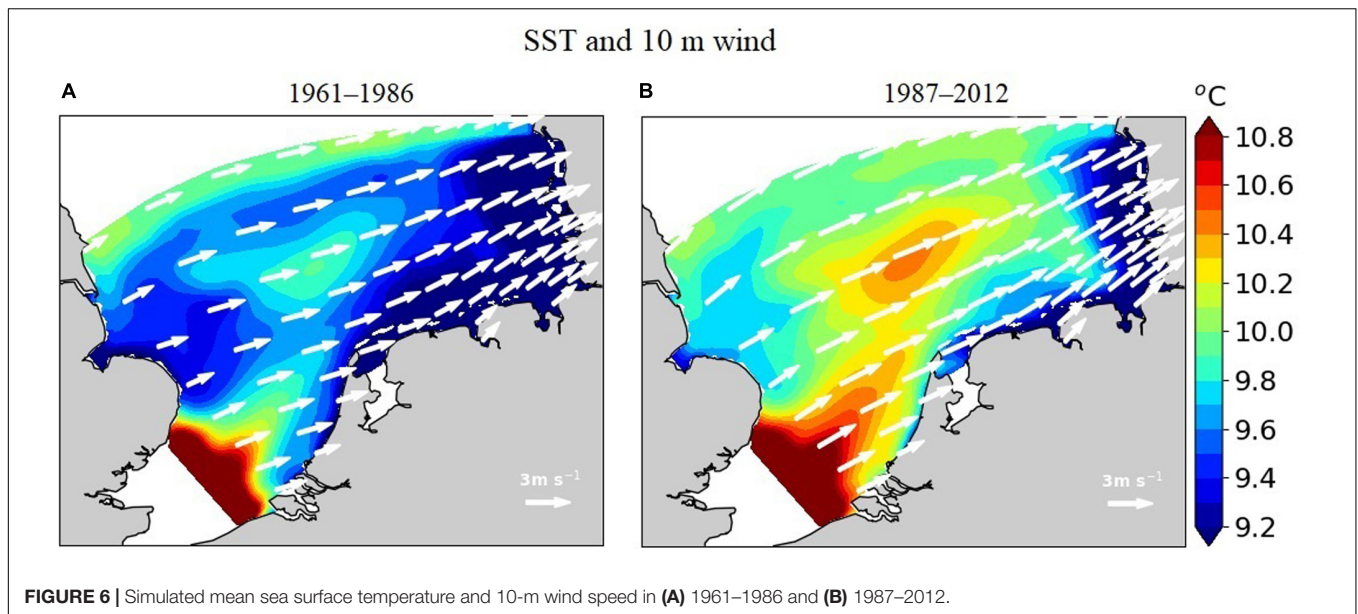 SST and 10 m wind
A
1961–1986
B
1987–2012
°C
10.8
10.6
10.4
10.2
10.0
9.8
9.6
9.4
9.2
3m s⁻¹
3m s⁻¹
FIGURE 6 | Simulated mean sea surface temperature and 10-m wind speed in (A) 1961–1986 and (B) 1987–2012.